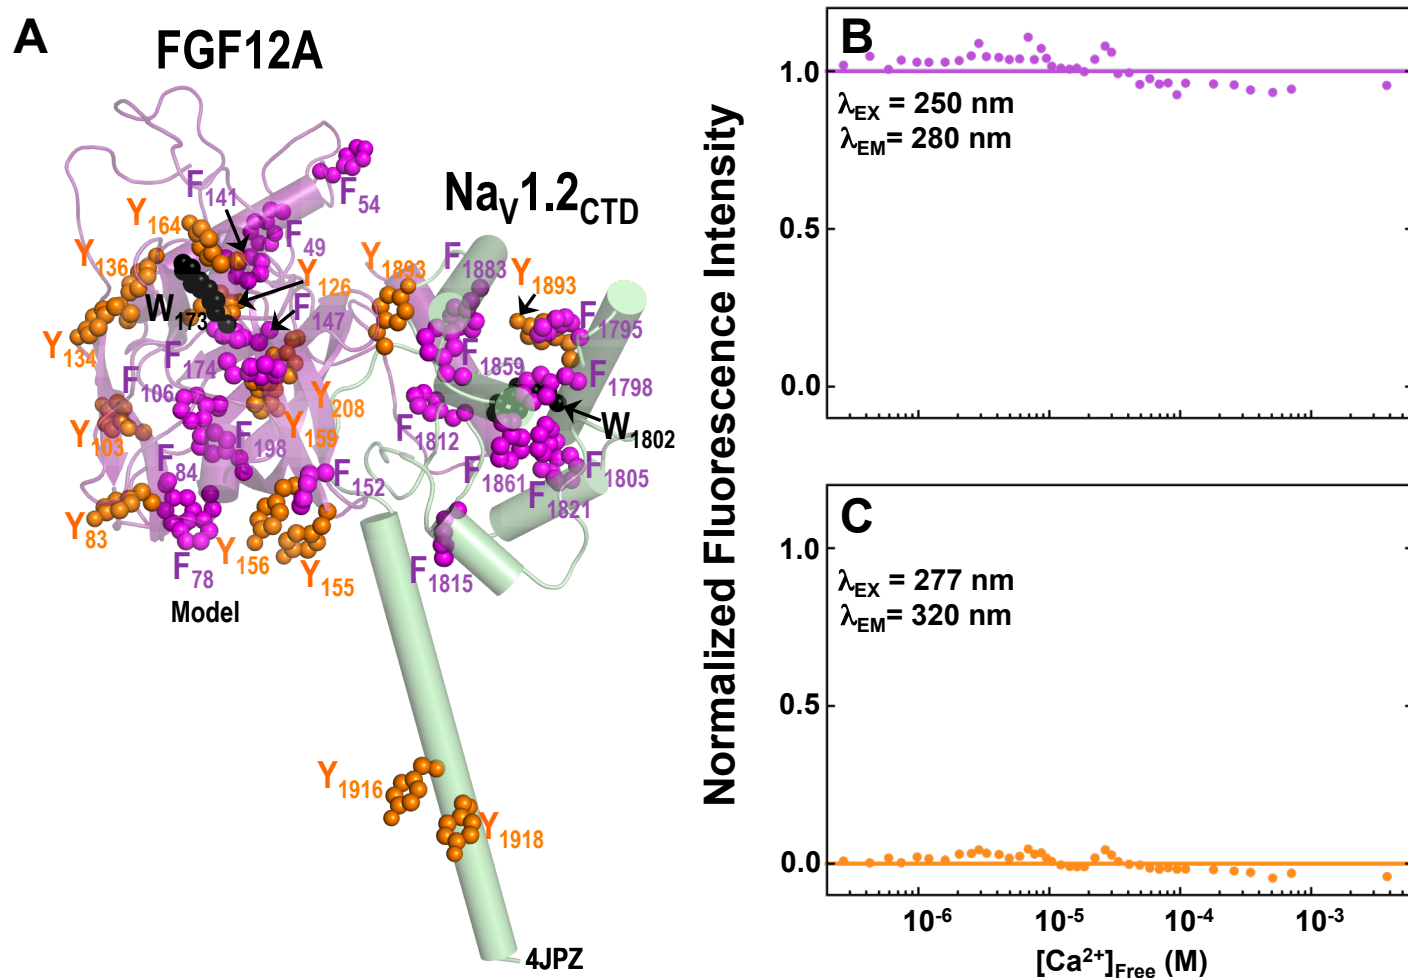 A
FGF12A
NaV1.2CTD
F141
F54
Y164
F49
Y136
Y126
Y1893
F1883
Y1893
W173
F147
F1795
Y134
F174
F1859
F1798
F106
Y208
W1802
Y103
F198
Y159
F1812
F84
F152
F1861
F1805
F1821
Y83
Y156
Y155
F78
F1815
Model
Y1916
Y1918
4JPZ
Normalized Fluorescence Intensity
B
1.0
λEX = 250 nm
λEM= 280 nm
0.5
0.0
C
1.0
λEX = 277 nm
λEM= 320 nm
0.5
0.0
10-6 10-5 10-4 10-3
[Ca2+]Free (M)